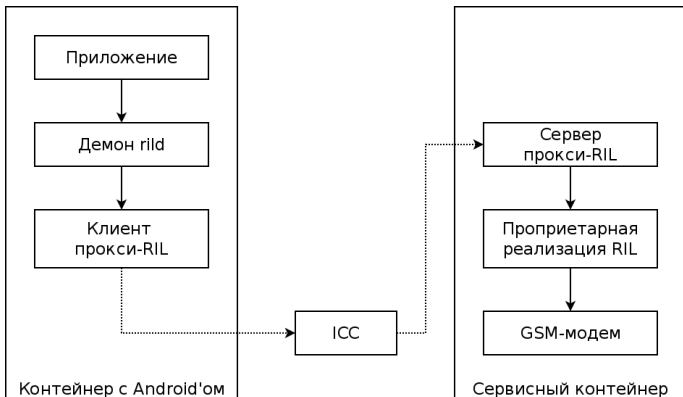 Приложение
Демон rild
Клиент
прокси-RIL
Контейнер с Android'ом
ICC
Сервер
прокси-RIL
Проприетарная
реализация RIL
GSM-модем
Сервисный контейнер